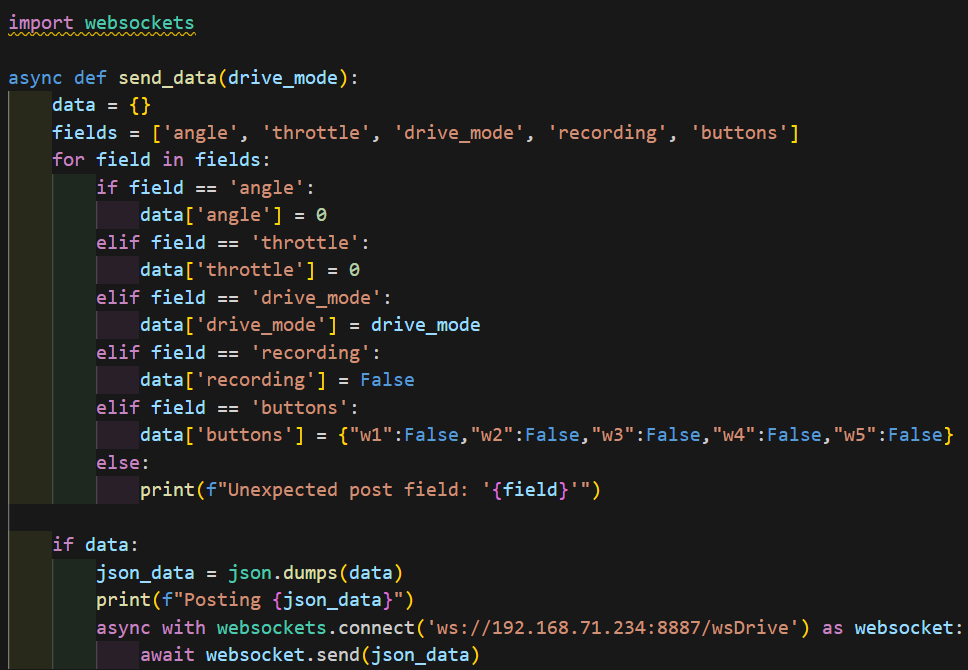 import websockets
async def send_data(drive_mode):
    data = {}
    fields = ['angle', 'throttle', 'drive_mode', 'recording', 'buttons']
    for field in fields:
        if field == 'angle':
            data['angle'] = 0
        elif field == 'throttle':
            data['throttle'] = 0
        elif field == 'drive_mode':
            data['drive_mode'] = drive_mode
        elif field == 'recording':
            data['recording'] = False
        elif field == 'buttons':
            data['buttons'] = {"w1":False,"w2":False,"w3":False,"w4":False,"w5":False}
        else:
            print(f"Unexpected post field: '{field}'")
    if data:
        json_data = json.dumps(data)
        print(f"Posting {json_data}")
        async with websockets.connect('ws://192.168.71.234:8887/wsDrive') as websocket:
            await websocket.send(json_data)